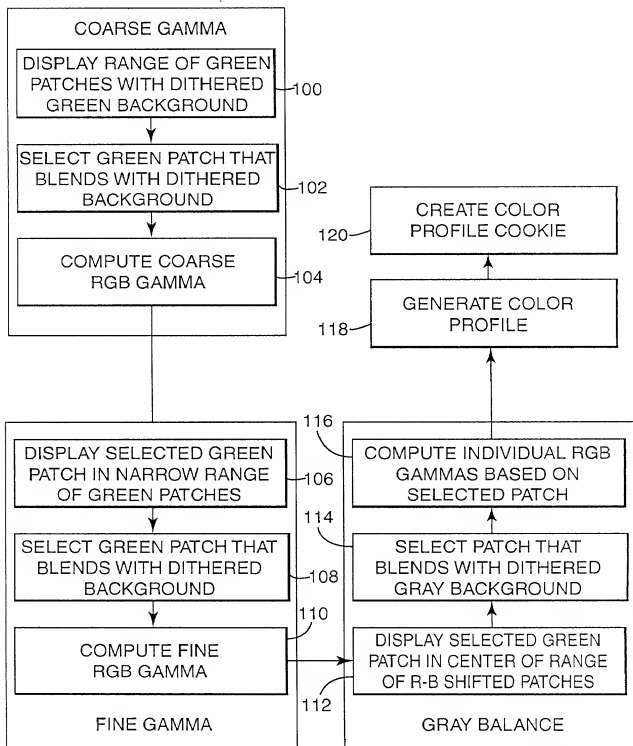 COARSE GAMMA
DISPLAY RANGE OF GREEN
PATCHES WITH DITHERED
GREEN BACKGROUND
100
SELECT GREEN PATCH THAT
BLENDS WITH DITHERED
BACKGROUND
102
COMPUTE COARSE
RGB GAMMA
104
DISPLAY SELECTED GREEN
PATCH IN NARROW RANGE
OF GREEN PATCHES
106
SELECT GREEN PATCH THAT
BLENDS WITH DITHERED
BACKGROUND
108
110
COMPUTE FINE
RGB GAMMA
FINE GAMMA
DISPLAY SELECTED GREEN
PATCH IN CENTER OF RANGE
OF R-B SHIFTED PATCHES
112
GRAY BALANCE
114
SELECT PATCH THAT
BLENDS WITH DITHERED
GRAY BACKGROUND
116
COMPUTE INDIVIDUAL RGB
GAMMAS BASED ON
SELECTED PATCH
GENERATE COLOR
PROFILE
118
CREATE COLOR
PROFILE COOKIE
120